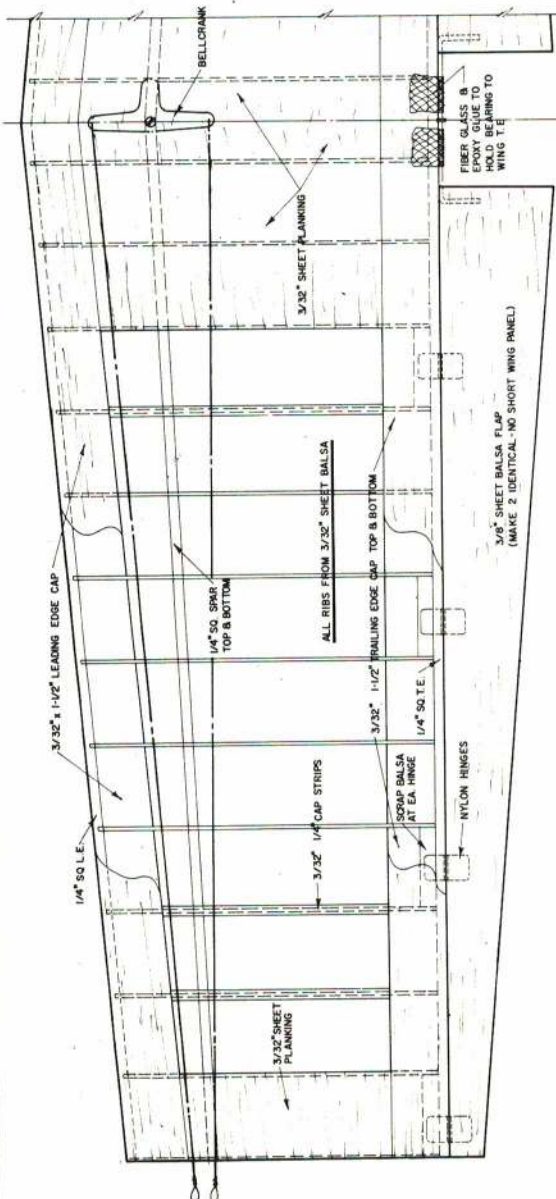 BELLCRANK
FIBER GLASS &
EPOXY GLUE TO
HOLD BEARING TO
WING T.E.
3/32" SHEET PLANKING
3/32" x 1-1/2" LEADING EDGE CAP
1/4" SQ. SPAR
TOP & BOTTOM
ALL RIBS FROM 3/32" SHEET BALSA
3/32" 1-1/2" TRAILING EDGE CAP TOP & BOTTOM
3/8" SHEET BALSA FLAP
(MAKE 2 IDENTICAL-NO SHORT WING PANEL)
1/4" SQ. T.E.
1/4" SQ L.E.
3/32" 1/4" CAP STRIPS
SCRAP BALSA
AT EA. HINGE
NYLON HINGES
3/32" SHEET
PLANKING